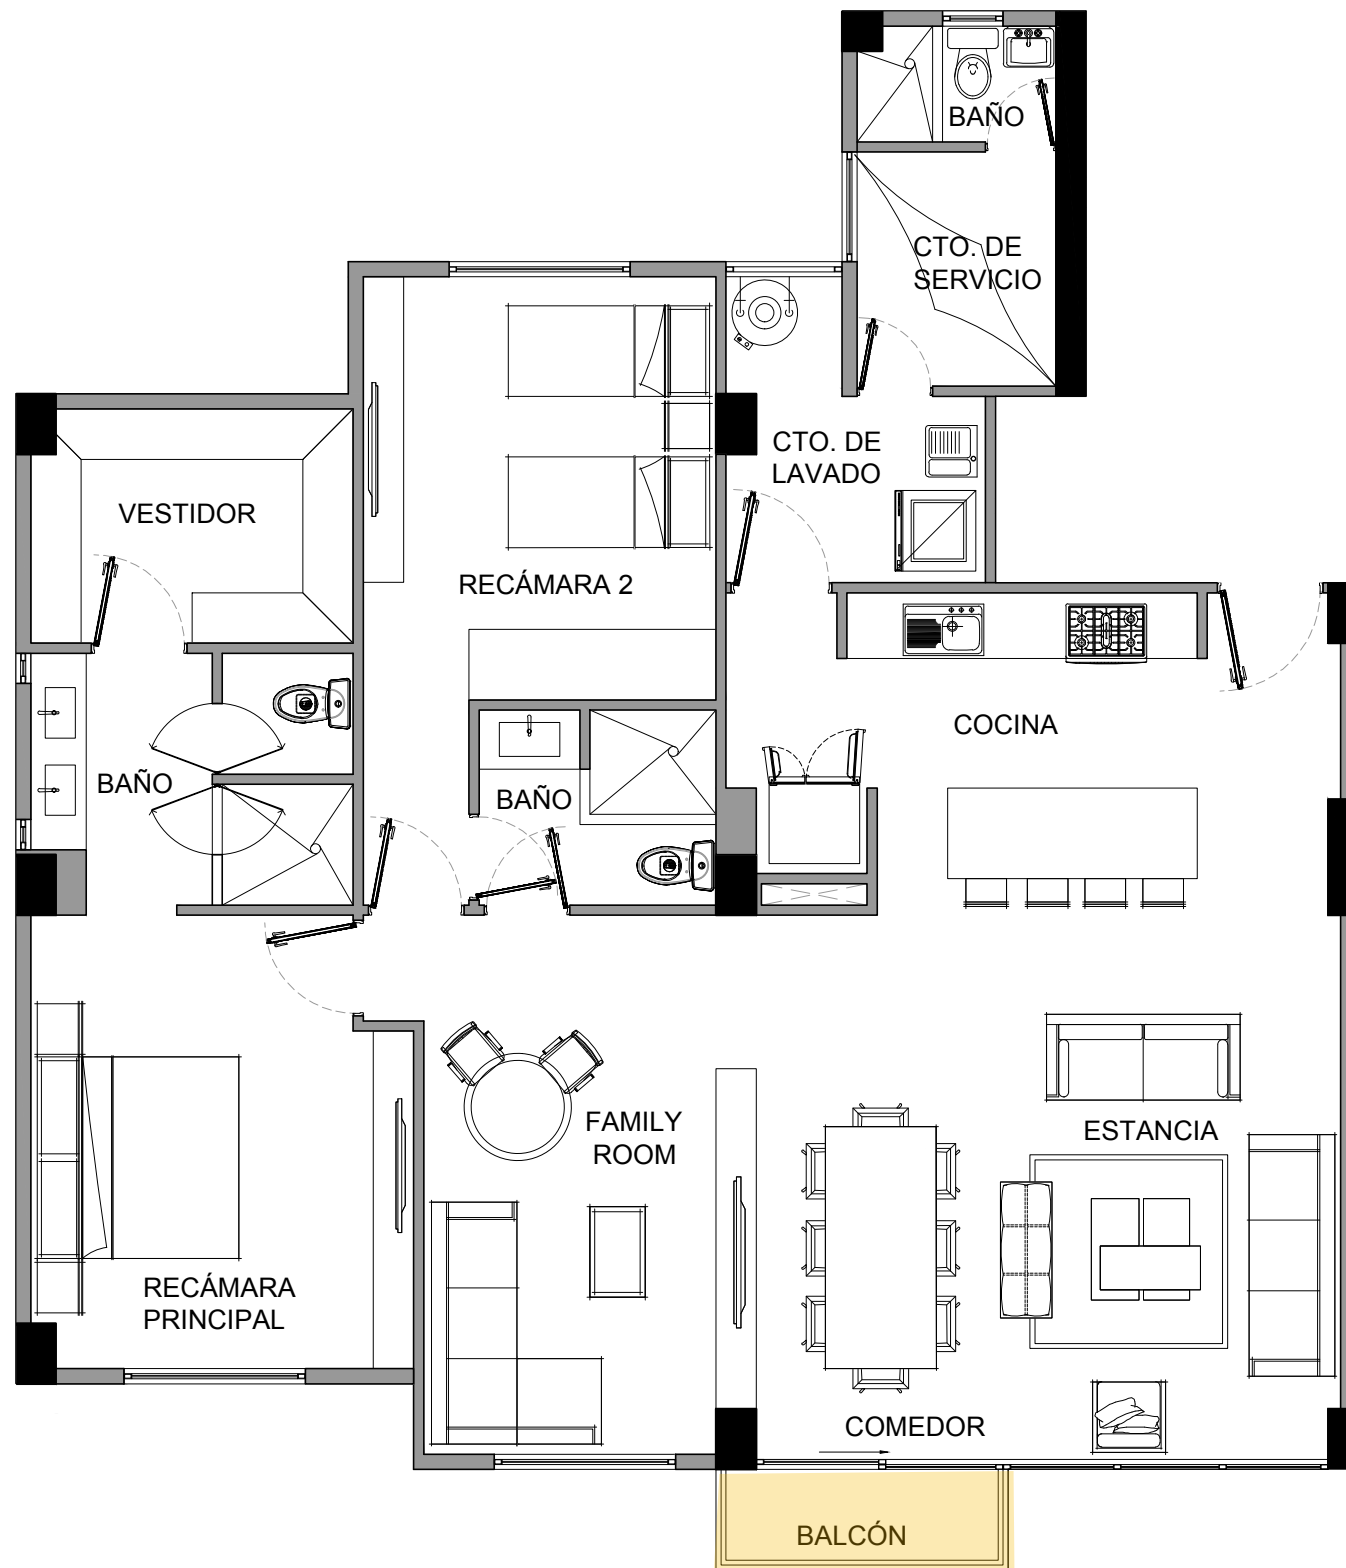 BAÑO
CTO. DE
SERVICIO
CTO. DE
LAVADO
VESTIDOR
RECÁMARA 2
COCINA
BAÑO
BAÑO
FAMILY
ROOM
ESTANCIA
RECÁMARA
PRINCIPAL
COMEDOR
BALCÓN